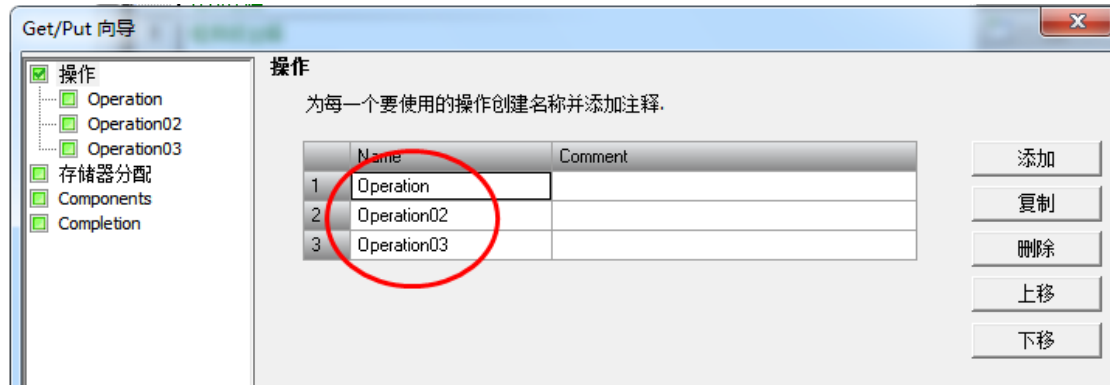 Get/Put 向导
操作
Operation
Operation02
Operation03
存储器分配
Components
Completion
操作
为每一个要使用的操作创建名称并添加注释.
Name Comment
1 Operation
2 Operation02
3 Operation03
添加
复制
删除
上移
下移